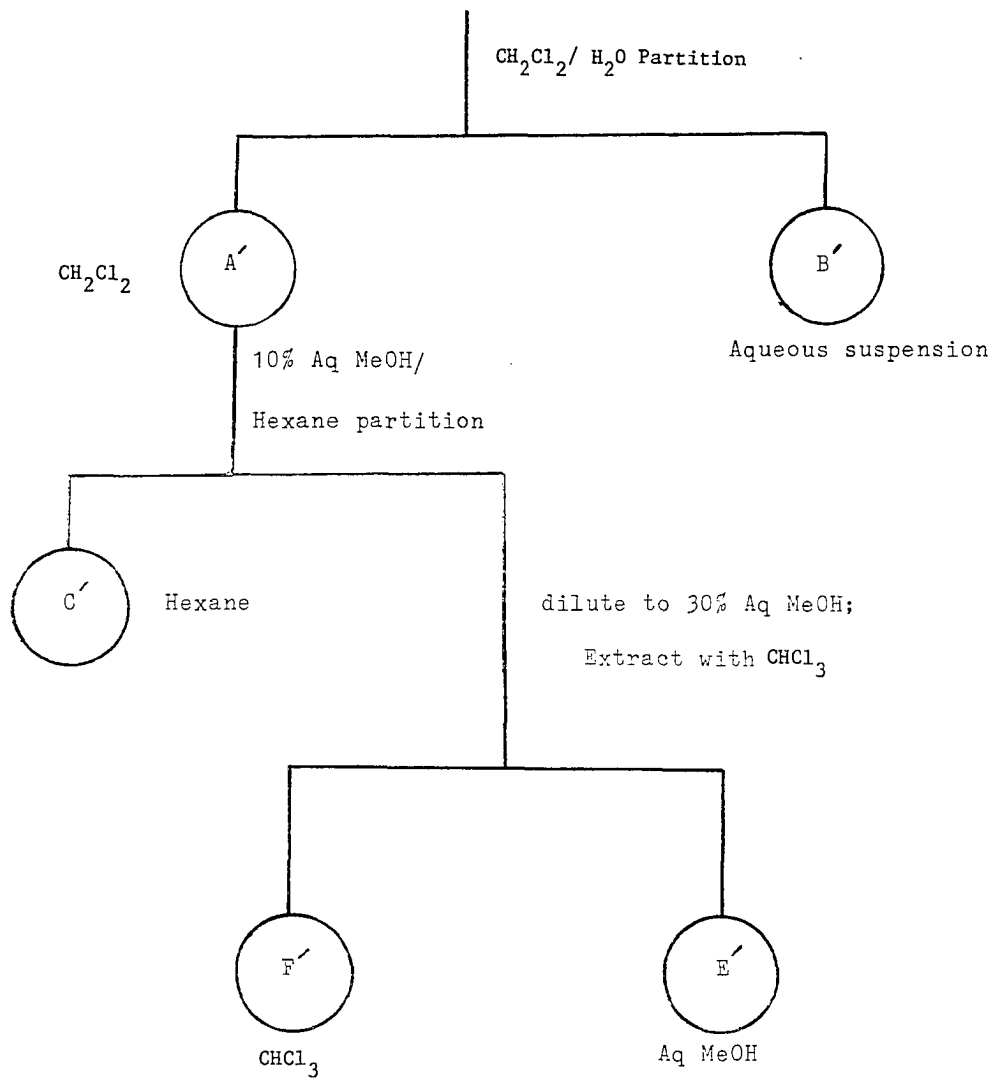 CH2Cl2/ H2O Partition
A′
B′
CH2Cl2
Aqueous suspension
10% Aq MeOH/
Hexane partition
C′
Hexane
dilute to 30% Aq MeOH;
Extract with CHCl3
F′
E′
CHCl3
Aq MeOH